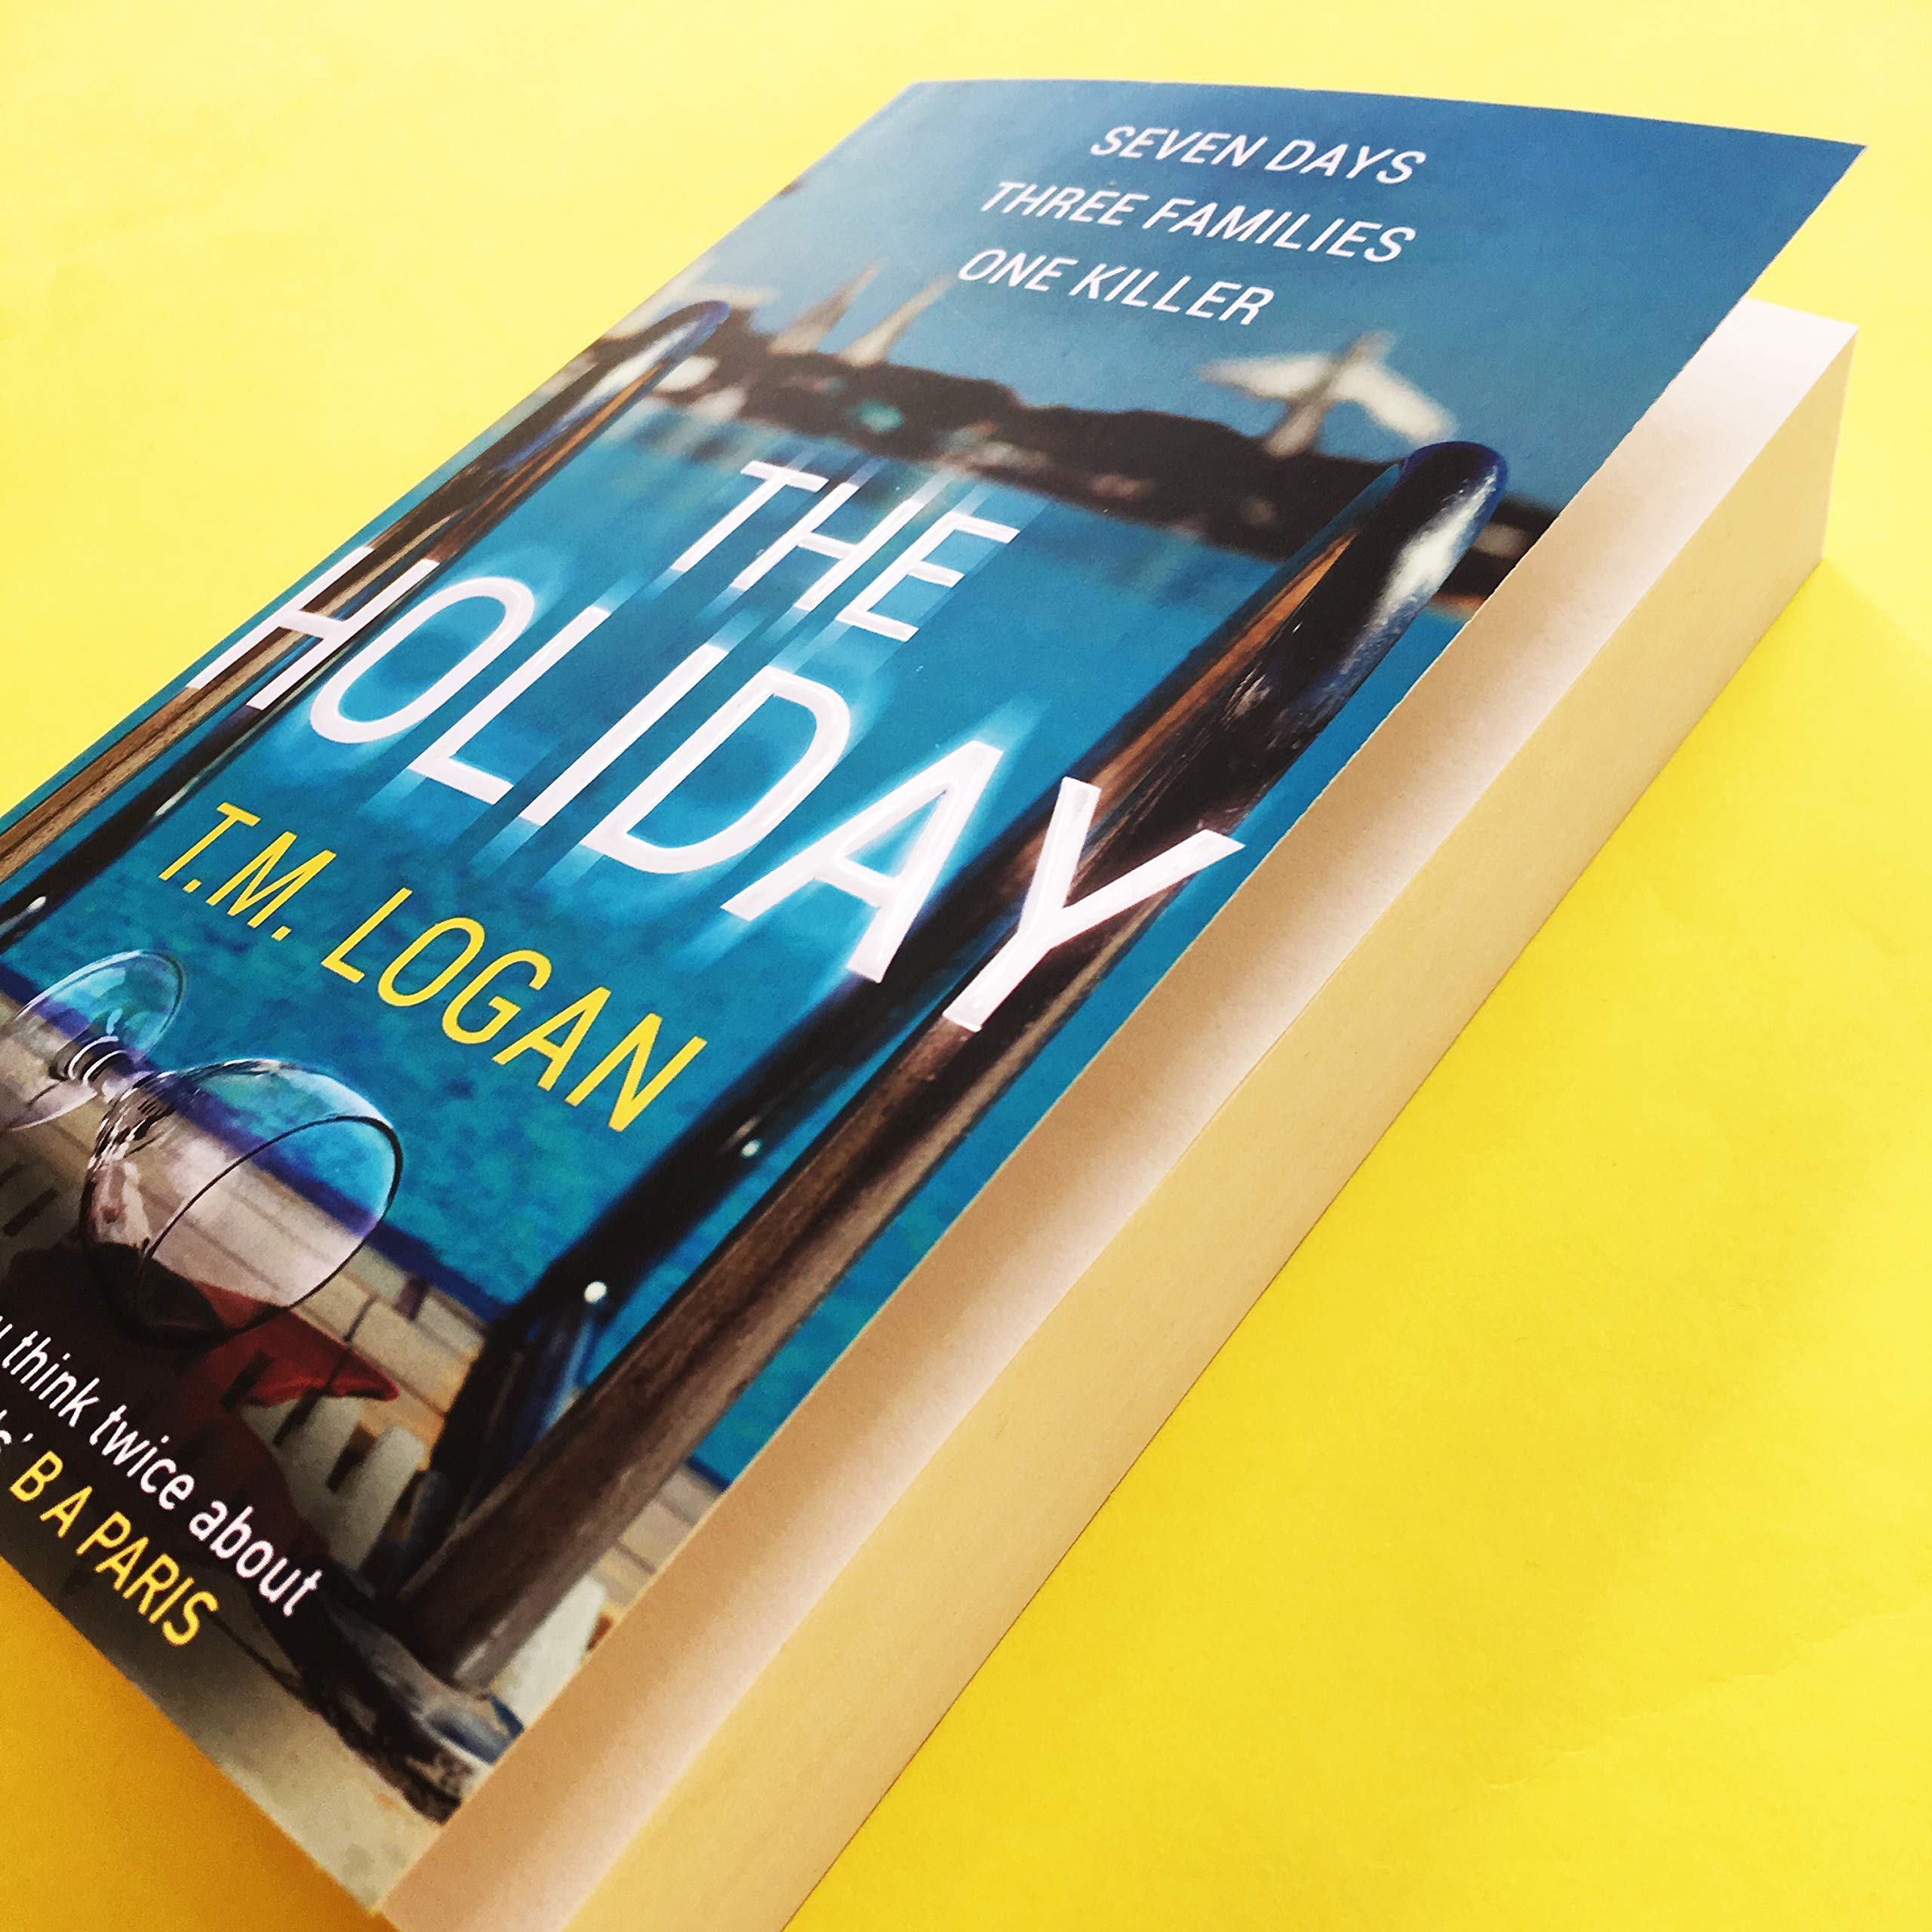 SEVEN DAYS
THREE FAMILIES
ONE KILLER
THE
HOLIDAY
T.M. LOGAN
think twice about
B A PARIS